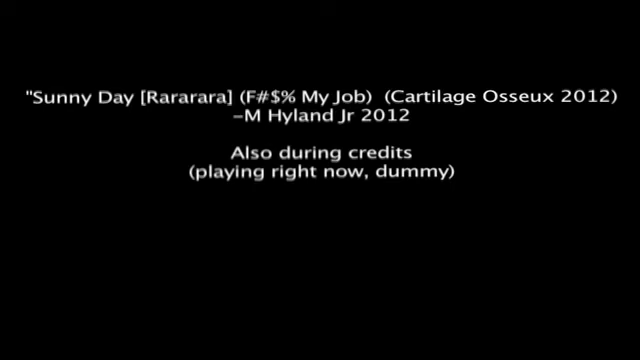 "Sunny Day [Rararara] (F#$% My Job)  (Cartilage Osseux 2012)
-M Hyland Jr 2012
Also during credits
(playing right now, dummy)